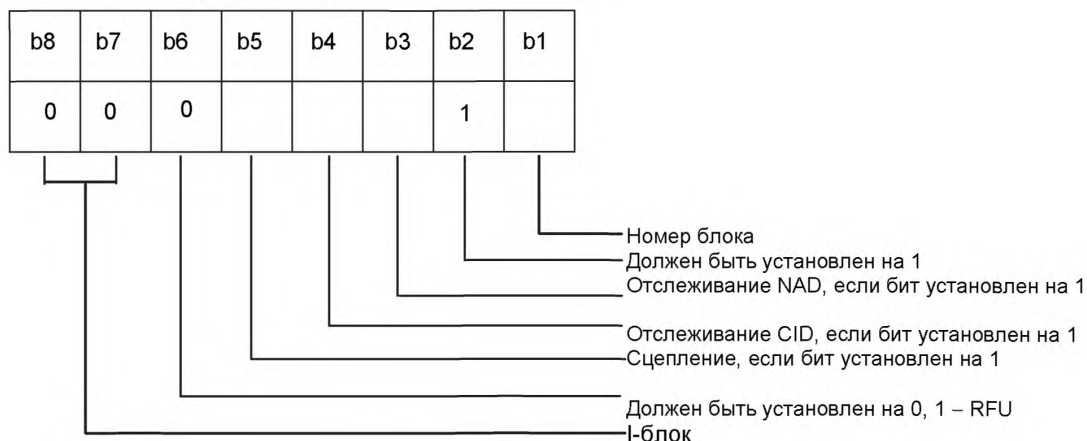 b8 b7 b6 b5 b4 b3 b2 b1
0 0 0 1
Номер блока
Должен быть установлен на 1
Отслеживание NAD, если бит установлен на 1
Отслеживание CID, если бит установлен на 1
Сцепление, если бит установлен на 1
Должен быть установлен на 0, 1 – RFU
I-блок